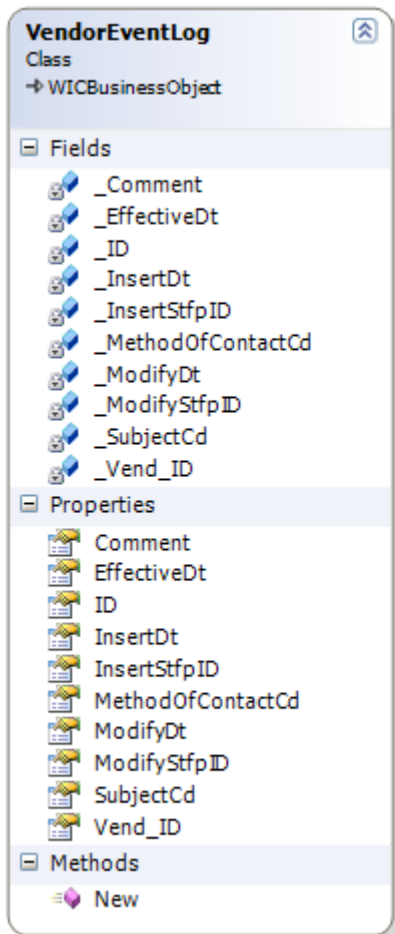 VendorEventLog
Class
WICBusinessObject
Fields
_Comment
_EffectiveDt
_ID
_InsertDt
_InsertStfpID
_MethodOfContactCd
_ModifyDt
_ModifyStfpID
_SubjectCd
_Vend_ID
Properties
Comment
EffectiveDt
ID
InsertDt
InsertStfpID
MethodOfContactCd
ModifyDt
ModifyStfpID
SubjectCd
Vend_ID
Methods
New